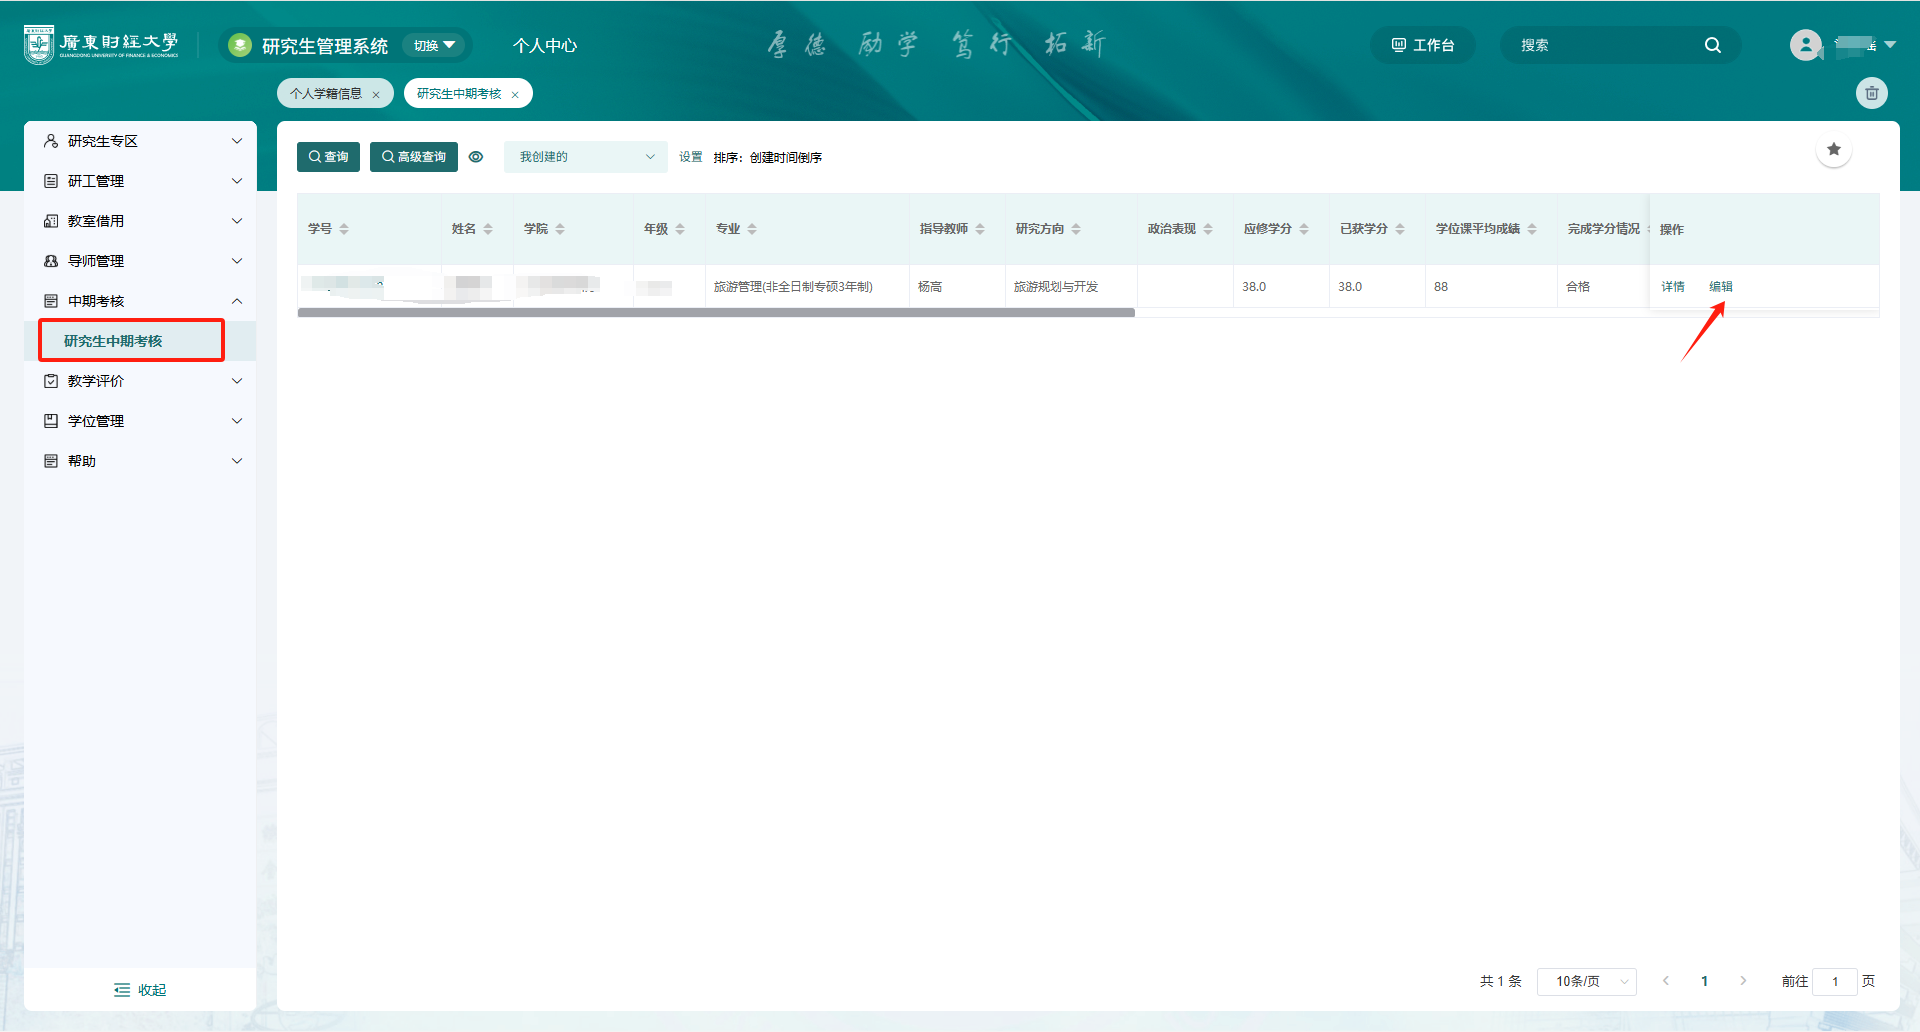 廣東財經大學
GUANGDONG UNIVERSITY OF FINANCE & ECONOMICS
研究生管理系统
切换
个人中心
厚德 励学 笃行 拓新
工作台
搜索
个人学籍信息 ×
研究生中期考核 ×
研究生专区
研工管理
教室借用
导师管理
中期考核
研究生中期考核
教学评价
学位管理
帮助
收起
查询
高级查询
我创建的
设置
排序：创建时间倒序
学号 姓名 学院 年级 专业 指导教师 研究方向 政治表现 应修学分 已获学分 学位课平均成绩 完成学分情况 操作
旅游管理(非全日制专硕3年制) 杨高 旅游规划与开发 38.0 38.0 88 合格 详情 编辑
共 1 条
10条/页
1
前往 1 页